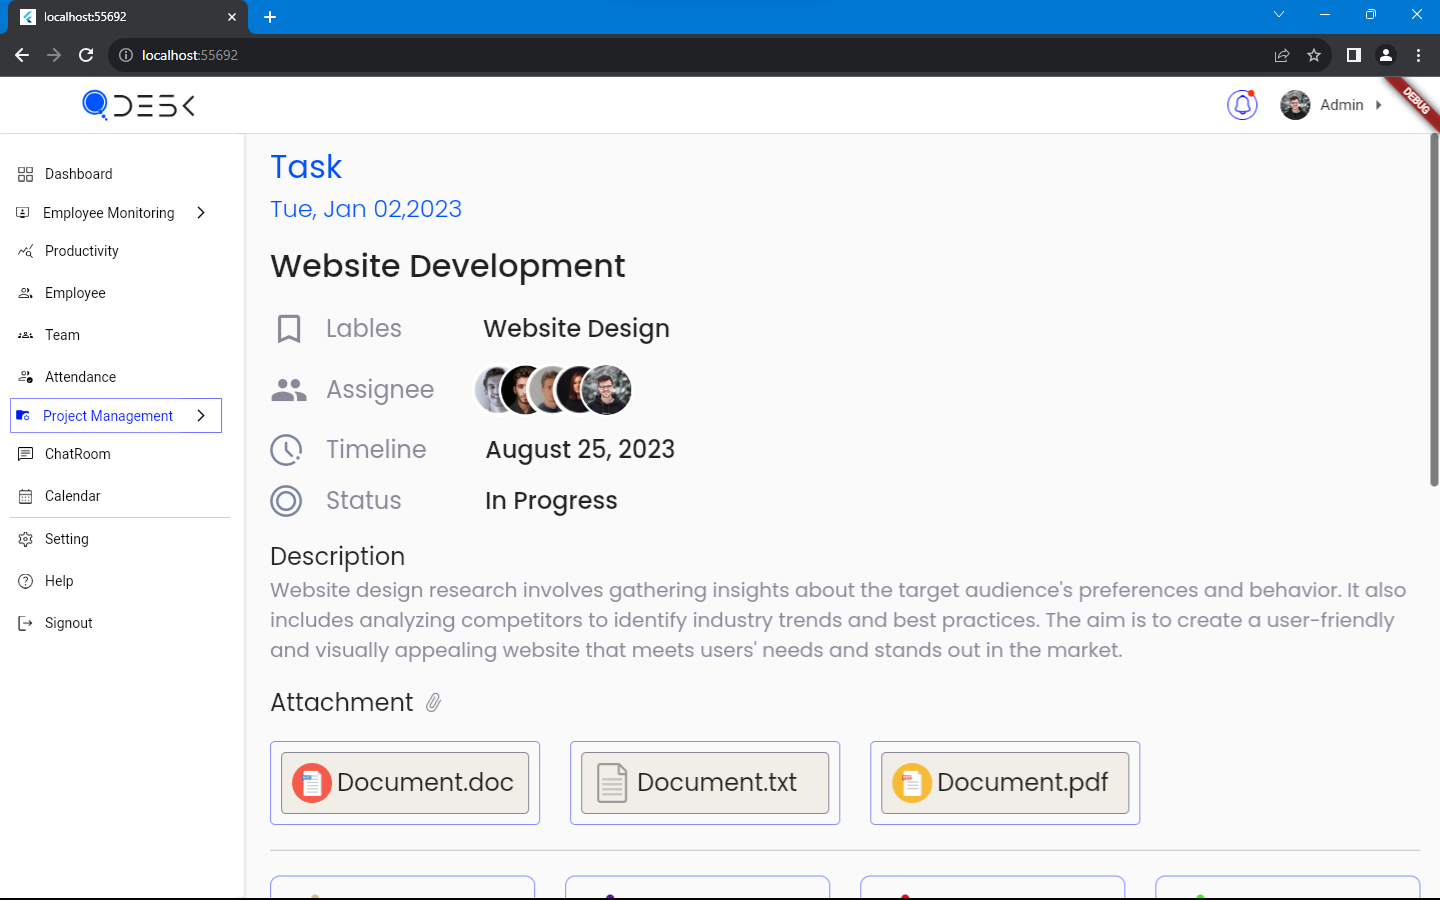 localhost:55692
localhost:55692
DESK
Admin
DEBUG
Dashboard
Employee Monitoring
Productivity
Employee
Team
Attendance
Project Management
ChatRoom
Calendar
Setting
Help
Signout
Task
Tue, Jan 02,2023
Website Development
Lables Website Design
Assignee
Timeline August 25, 2023
Status In Progress
Description
Website design research involves gathering insights about the target audience's preferences and behavior. It also
includes analyzing competitors to identify industry trends and best practices. The aim is to create a user-friendly
and visually appealing website that meets users' needs and stands out in the market.
Attachment
Document.doc Document.txt Document.pdf